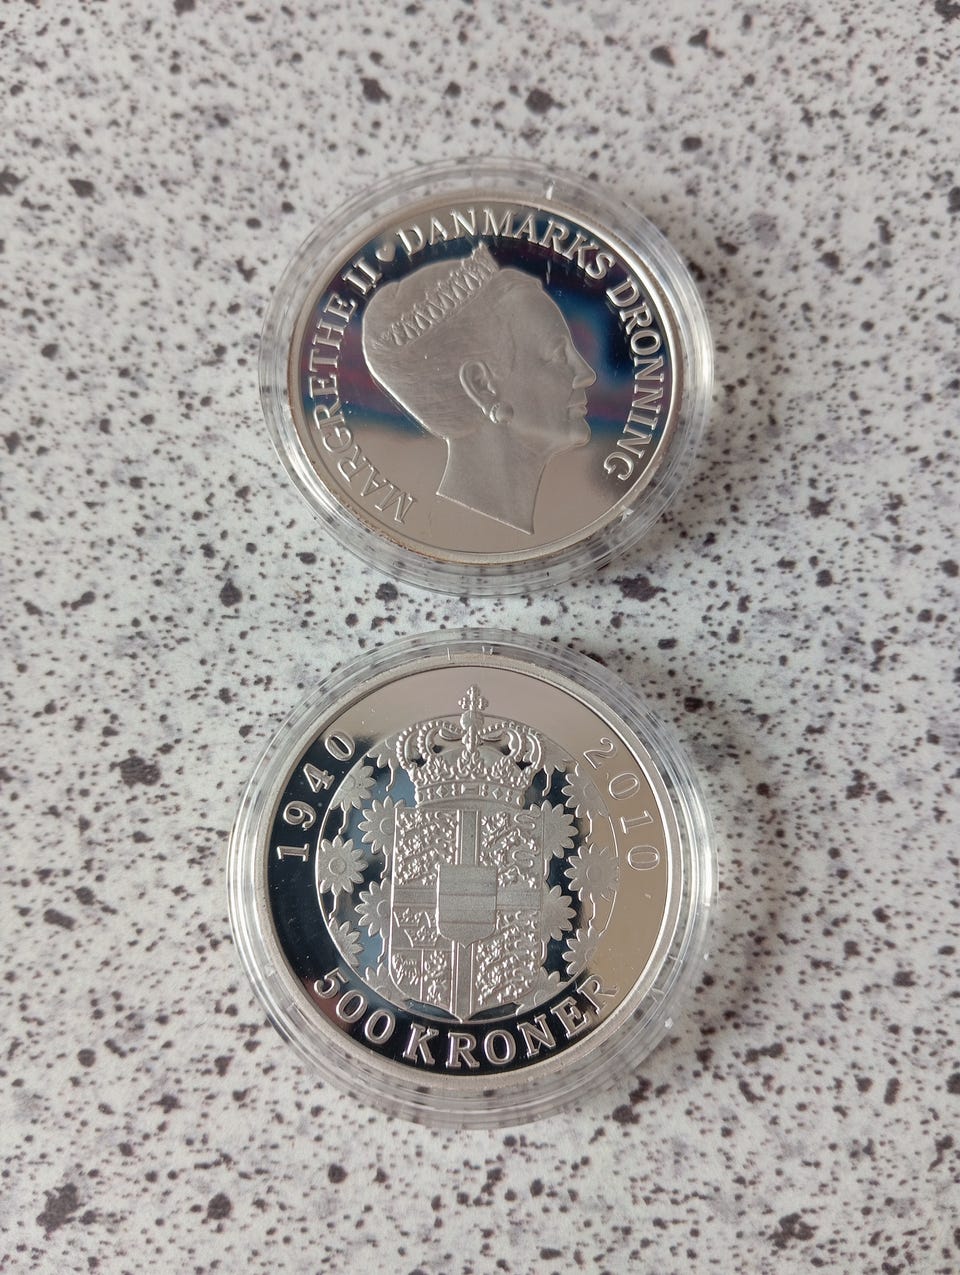 MARGRETHE II ♥ DANMARKS DRONNING
1940 2010
500 KRONER